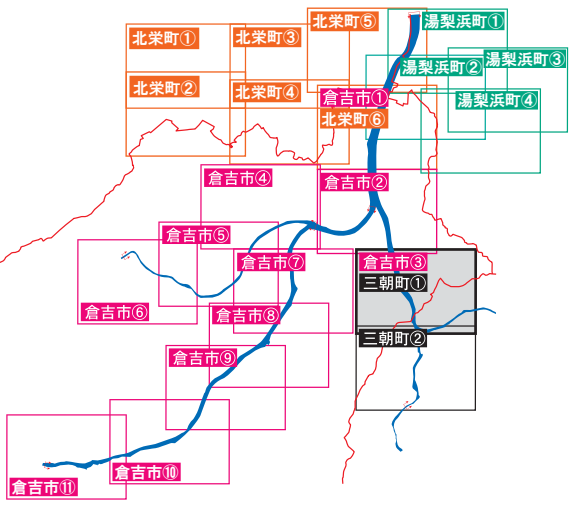 北栄町⑤
湯梨浜町①
北栄町①
北栄町③
湯梨浜町②
湯梨浜町③
北栄町②
北栄町④
倉吉市①
湯梨浜町④
北栄町⑥
倉吉市④
倉吉市②
倉吉市⑤
倉吉市⑦
倉吉市③
三朝町①
倉吉市⑥
倉吉市⑧
三朝町②
倉吉市⑨
倉吉市⑩
倉吉市⑪